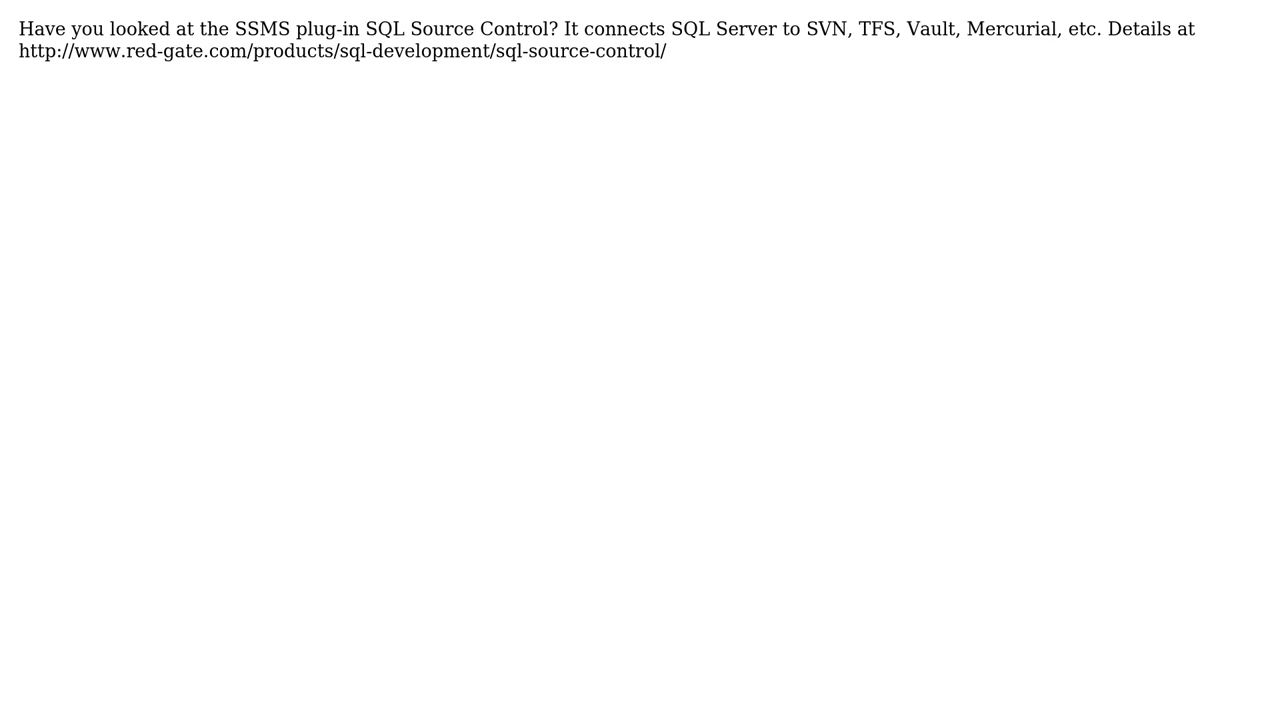 Have you looked at the SSMS plug-in SQL Source Control? It connects SQL Server to SVN, TFS, Vault, Mercurial, etc. Details at
http://www.red-gate.com/products/sql-development/sql-source-control/